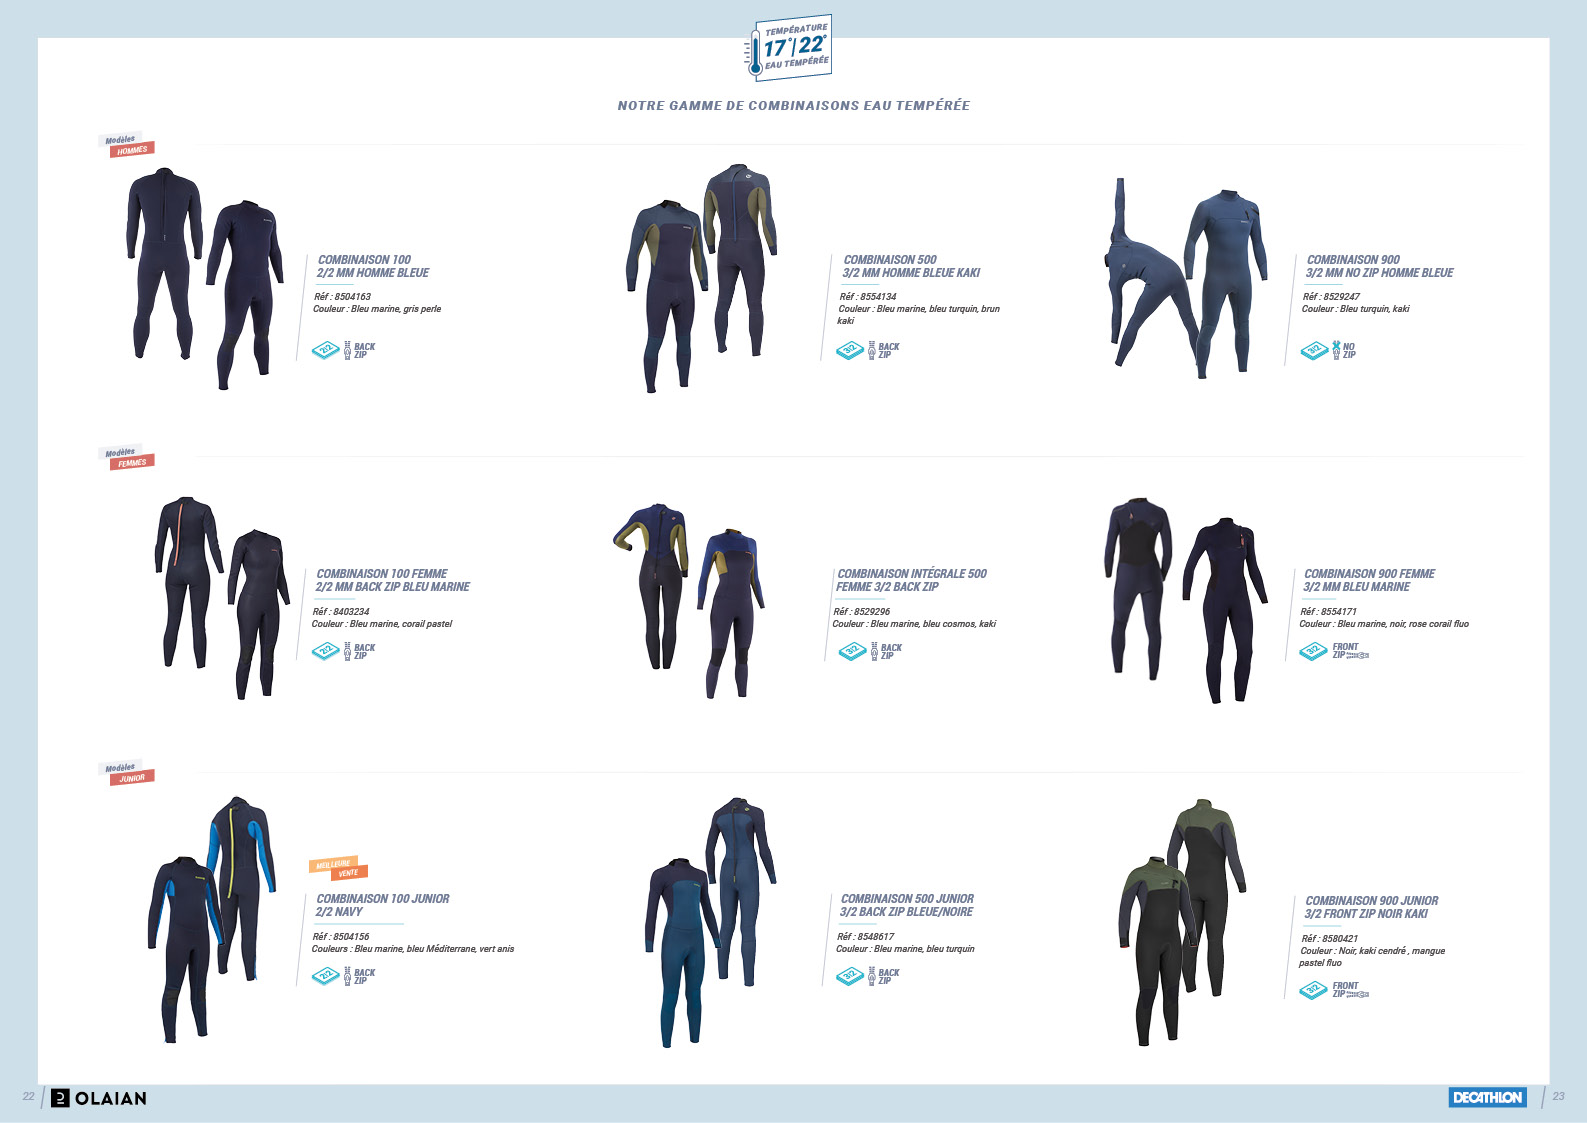 TEMPÉRATURE
17°|22°
EAU TEMPÉRÉE
NOTRE GAMME DE COMBINAISONS EAU TEMPÉRÉE
Modèles
HOMMES
COMBINAISON 100
2/2 MM HOMME BLEUE
Réf : 8504163
Couleur : Bleu marine, gris perle
2/2
BACK
ZIP
COMBINAISON 500
3/2 MM HOMME BLEUE KAKI
Réf : 8554134
Couleur : Bleu marine, bleu turquin, brun
kaki
3/2
BACK
ZIP
COMBINAISON 900
3/2 MM NO ZIP HOMME BLEUE
Réf : 8529247
Couleur : Bleu turquin, kaki
3/2
NO
ZIP
Modèles
FEMMES
COMBINAISON 100 FEMME
2/2 MM BACK ZIP BLEU MARINE
Réf : 8403234
Couleur : Bleu marine, corail pastel
2/2
BACK
ZIP
COMBINAISON INTÉGRALE 500
FEMME 3/2 BACK ZIP
Réf : 8529296
Couleur : Bleu marine, bleu cosmos, kaki
3/2
BACK
ZIP
COMBINAISON 900 FEMME
3/2 MM BLEU MARINE
Réf : 8554171
Couleur : Bleu marine, noir, rose corail fluo
3/2
FRONT
ZIP
Modèles
JUNIOR
MEILLEURE
VENTE
COMBINAISON 100 JUNIOR
2/2 NAVY
Réf : 8504156
Couleurs : Bleu marine, bleu Méditerrane, vert anis
2/2
BACK
ZIP
COMBINAISON 500 JUNIOR
3/2 BACK ZIP BLEUE/NOIRE
Réf : 8548617
Couleur : Bleu marine, bleu turquin
3/2
BACK
ZIP
COMBINAISON 900 JUNIOR
3/2 FRONT ZIP NOIR KAKI
Réf : 8580421
Couleur : Noir, kaki cendré , mangue
pastel fluo
3/2
FRONT
ZIP
22
OLAIAN
DECATHLON
23